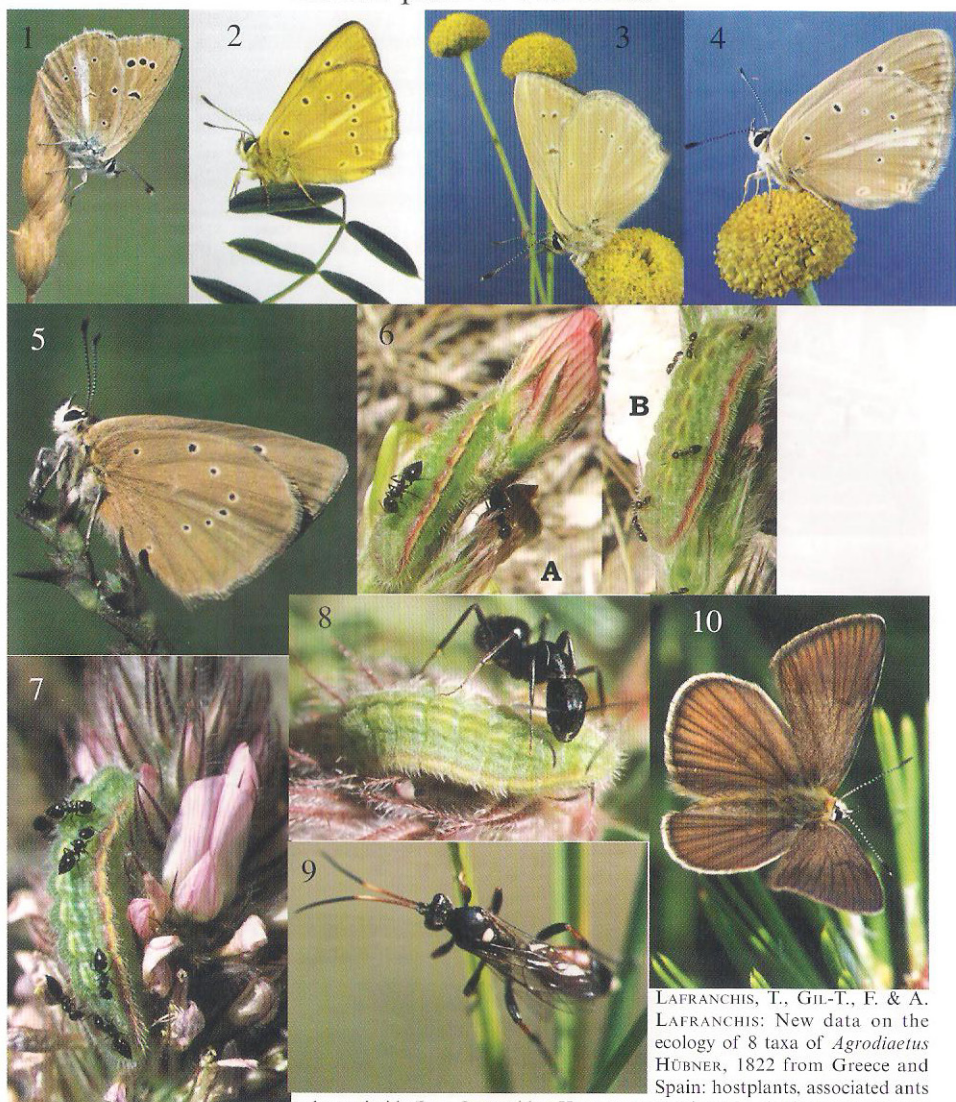 1
2
3
4
5
6
A
B
7
8
9
10
LAFRANCHIS, T., GIL-T., F. & A.
LAFRANCHIS: New data on the
ecology of 8 taxa of Agrodiaetus
HÜBNER, 1822 from Greece and
Spain: hostplants, associated ants